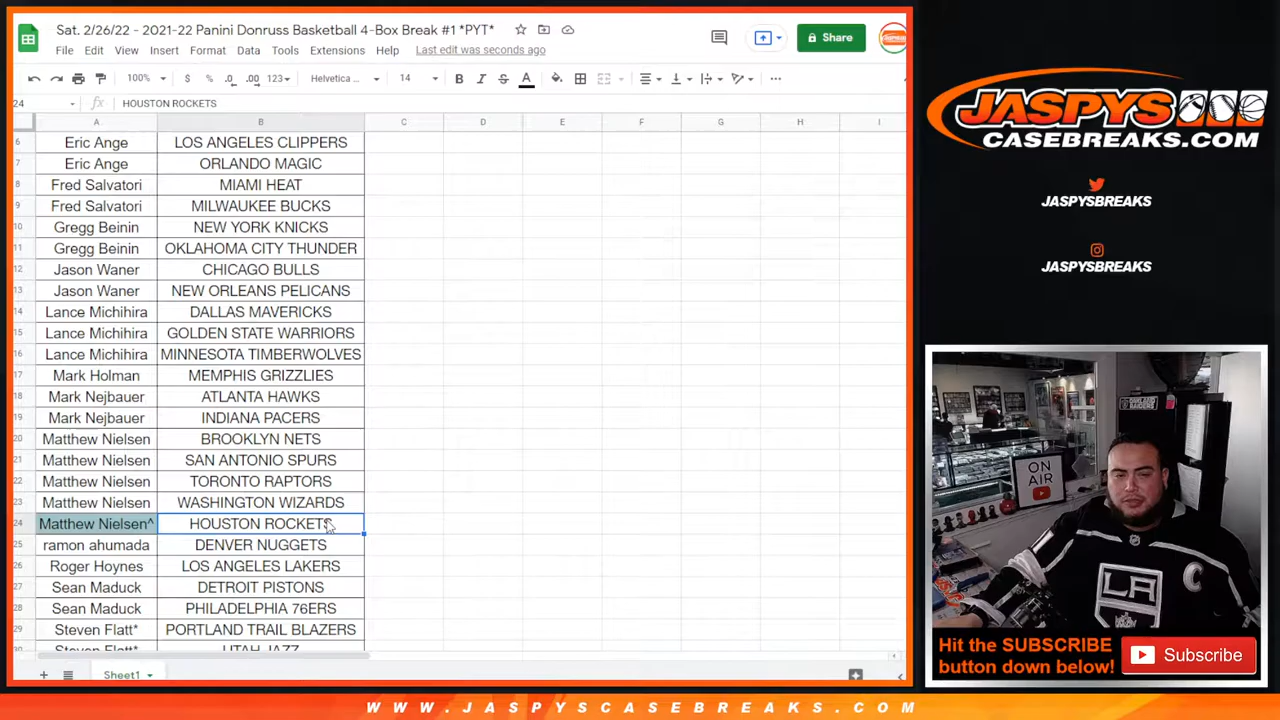 Sat. 2/26/22 - 2021-22 Panini Donruss Basketball 4-Box Break #1 *PYT*
File Edit View Insert Format Data Tools Extensions Help Last edit was seconds ago
Share
100% $ % .0 .00 123 Helvetica ... 14 B I S A
24 fx HOUSTON ROCKETS
A B C D E F G H I
6 Eric Ange LOS ANGELES CLIPPERS
7 Eric Ange ORLANDO MAGIC
8 Fred Salvatori MIAMI HEAT
9 Fred Salvatori MILWAUKEE BUCKS
10 Gregg Beinin NEW YORK KNICKS
11 Gregg Beinin OKLAHOMA CITY THUNDER
12 Jason Waner CHICAGO BULLS
13 Jason Waner NEW ORLEANS PELICANS
14 Lance Michihira DALLAS MAVERICKS
15 Lance Michihira GOLDEN STATE WARRIORS
16 Lance Michihira MINNESOTA TIMBERWOLVES
17 Mark Holman MEMPHIS GRIZZLIES
18 Mark Nejbauer ATLANTA HAWKS
19 Mark Nejbauer INDIANA PACERS
20 Matthew Nielsen BROOKLYN NETS
21 Matthew Nielsen SAN ANTONIO SPURS
22 Matthew Nielsen TORONTO RAPTORS
23 Matthew Nielsen WASHINGTON WIZARDS
24 Matthew Nielsen^ HOUSTON ROCKETS
25 ramon ahumada DENVER NUGGETS
26 Roger Hoynes LOS ANGELES LAKERS
27 Sean Maduck DETROIT PISTONS
28 Sean Maduck PHILADELPHIA 76ERS
29 Steven Flatt* PORTLAND TRAIL BLAZERS
30 Steven Flatt* UTAH JAZZ
Sheet1
JASPYS
CASEBREAKS.COM
JASPYSBREAKS
JASPYSBREAKS
ON
AIR
LA
C
Hit the SUBSCRIBE
button down below!
Subscribe
WWW.JASPYSCASEBREAKS.COM